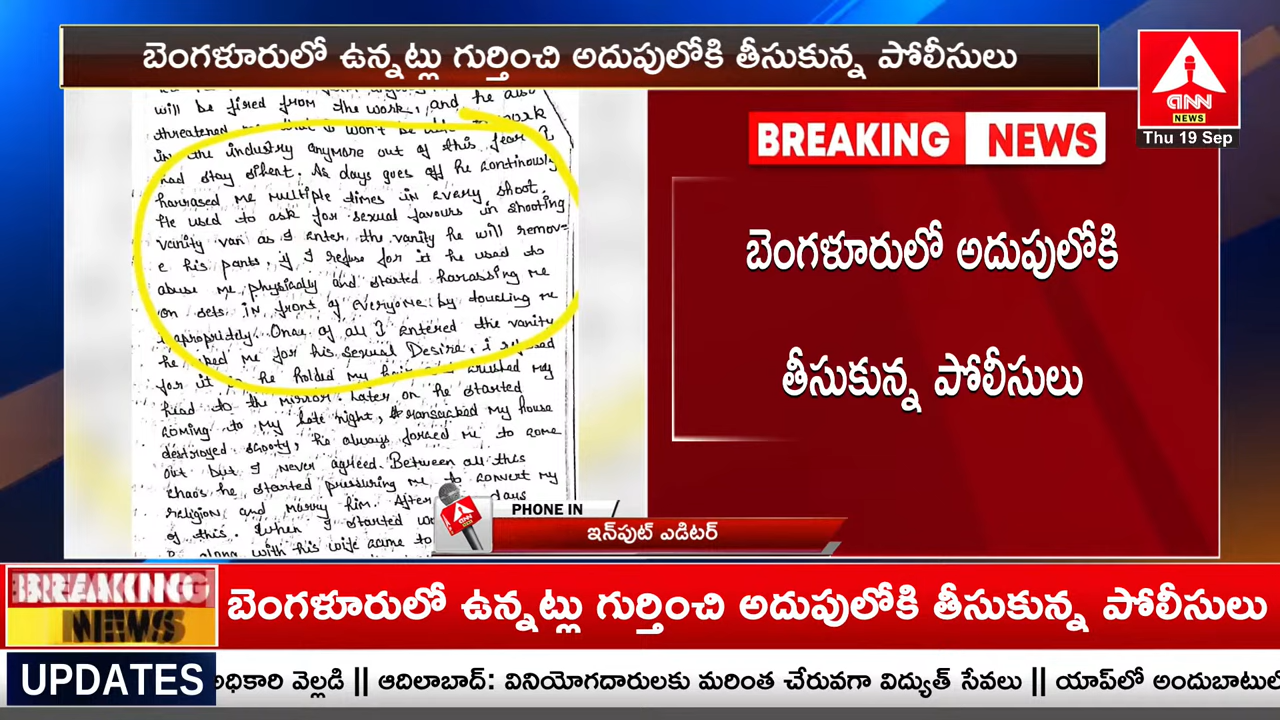 బెంగళూరులో ఉన్నట్లు గుర్తించి అదుపులోకి తీసుకున్న పోలీసులు
ANN
NEWS
Thu 19 Sep
will be fired from the work, and he also
threatened won't be work
in the industry anymore out of this fear I
had stay silent. As days goes off he continously
harrased me multiple times in every shoot.
He used to ask for sexual favours in shooting
vanity van as I enter the vanity he will remov-
e his pants, if I refuse for it he used to
abuse me physically and started harrassing me
on sets in front of everyone by touching me
Once of all I entered the vanity
he me for his sexual Desire, I refused
for it he holded my and my
head to the mirror. Later on he started
coming to my late night, my house
destroyed scooty, he always forced me to come
out but I never agreed. Between all this
chaos he started pressuring me to convert my
religion and marry him. After days
of this. When I started
along with his wife came to
BREAKING NEWS
బెంగళూరులో అదుపులోకి
తీసుకున్న పోలీసులు
PHONE IN
ఇన్‌పుట్ ఎడిటర్
BREAKING
NEWS
బెంగళూరులో ఉన్నట్లు గుర్తించి అదుపులోకి తీసుకున్న పోలీసులు
UPDATES
అధికారి వెల్లడి || ఆదిలాబాద్: వినియోగదారులకు మరింత చేరువగా విద్యుత్ సేవలు || యాప్‌లో